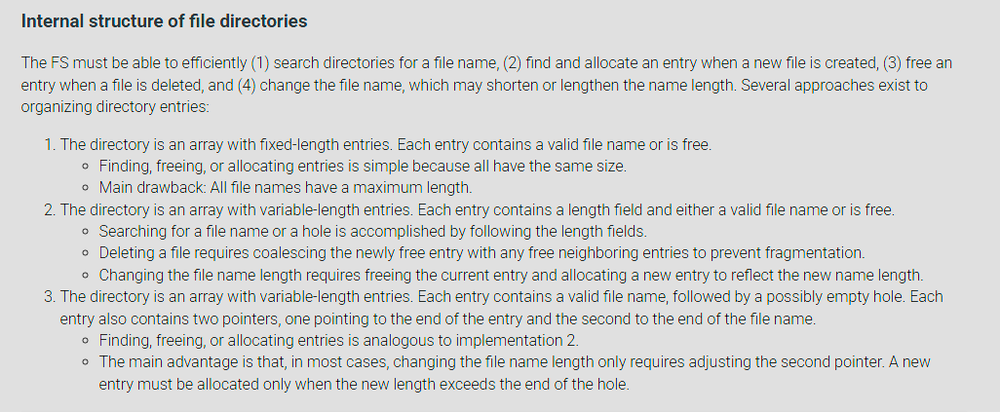 Internal structure of file directories
The FS must be able to efficiently (1) search directories for a file name, (2) find and allocate an entry when a new file is created, (3) free an
entry when a file is deleted, and (4) change the file name, which may shorten or lengthen the name length. Several approaches exist to
organizing directory entries:
1. The directory is an array with fixed-length entries. Each entry contains a valid file name or is free.
○ Finding, freeing, or allocating entries is simple because all have the same size.
○ Main drawback: All file names have a maximum length.
2. The directory is an array with variable-length entries. Each entry contains a length field and either a valid file name or is free.
○ Searching for a file name or a hole is accomplished by following the length fields.
○ Deleting a file requires coalescing the newly free entry with any free neighboring entries to prevent fragmentation.
○ Changing the file name length requires freeing the current entry and allocating a new entry to reflect the new name length.
3. The directory is an array with variable-length entries. Each entry contains a valid file name, followed by a possibly empty hole. Each
entry also contains two pointers, one pointing to the end of the entry and the second to the end of the file name.
○ Finding, freeing, or allocating entries is analogous to implementation 2.
○ The main advantage is that, in most cases, changing the file name length only requires adjusting the second pointer. A new
entry must be allocated only when the new length exceeds the end of the hole.